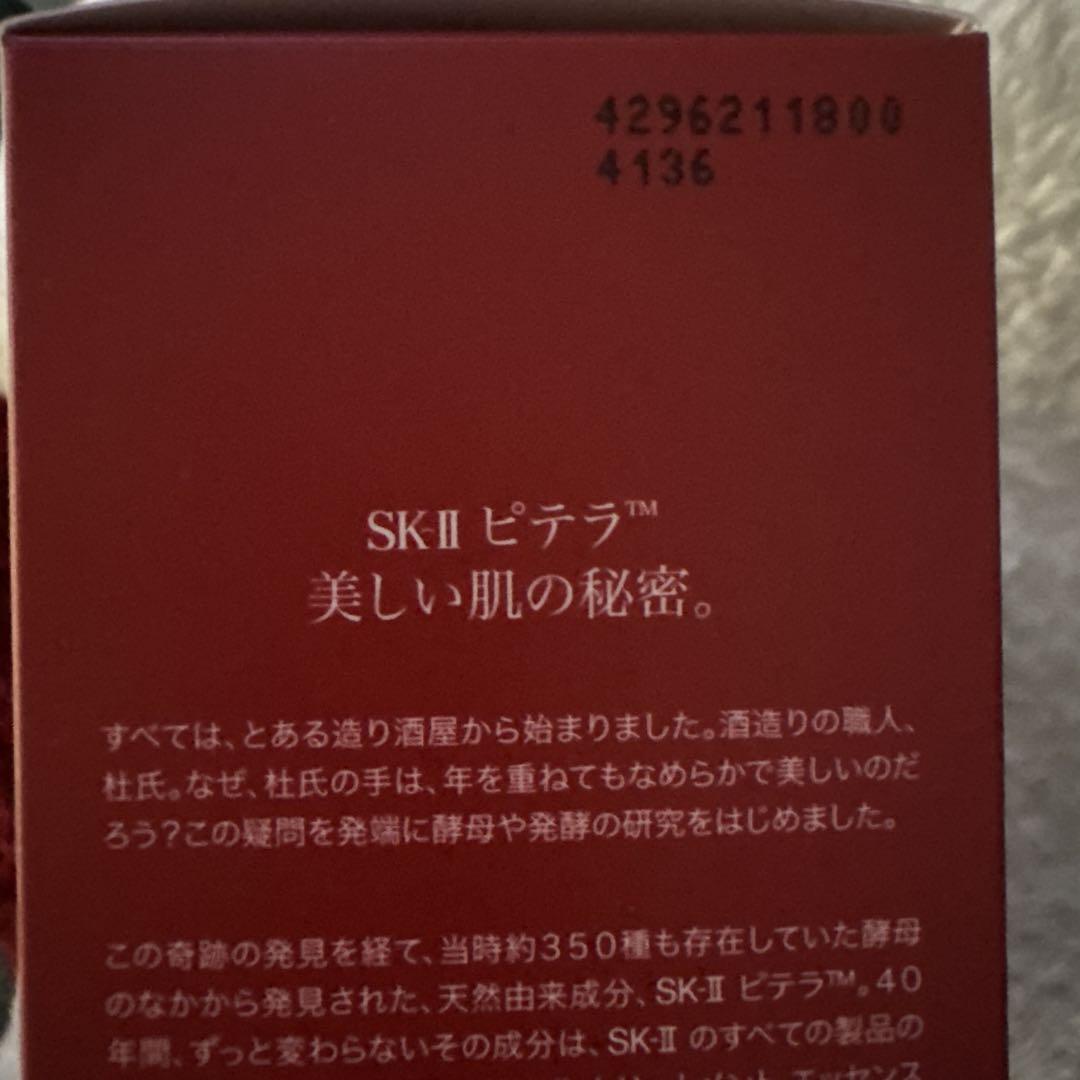 4296211800
4136
SK-II ピテラ™
美しい肌の秘密。
すべては、とある造り酒屋から始まりました。酒造りの職人、
杜氏。なぜ、杜氏の手は、年を重ねてもなめらかで美しいのだ
ろう?この疑問を発端に酵母や発酵の研究をはじめました。
この奇跡の発見を経て、当時約350種も存在していた酵母
のなかから発見された、天然由来成分、SK-II ピテラ™。40
年間、ずっと変わらないその成分は、SK-II のすべての製品の
エッセンス